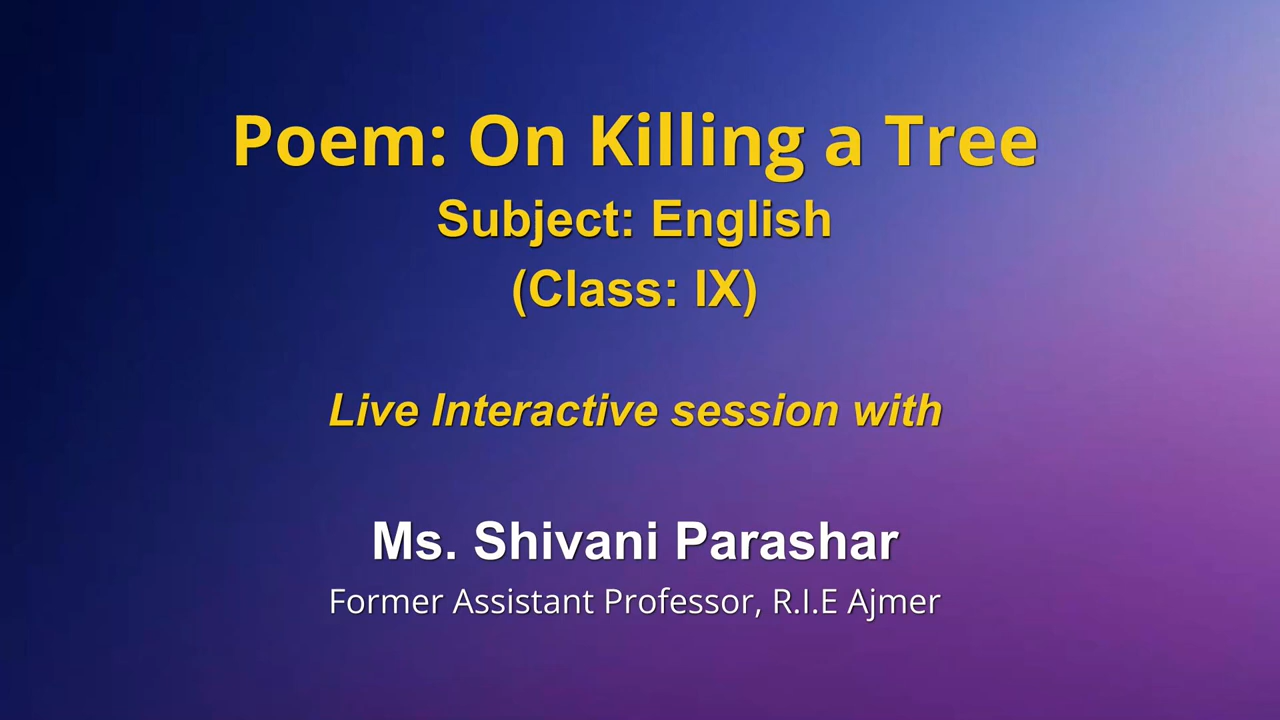 Poem: On Killing a Tree
Subject: English
(Class: IX)
Live Interactive session with
Ms. Shivani Parashar
Former Assistant Professor, R.I.E Ajmer